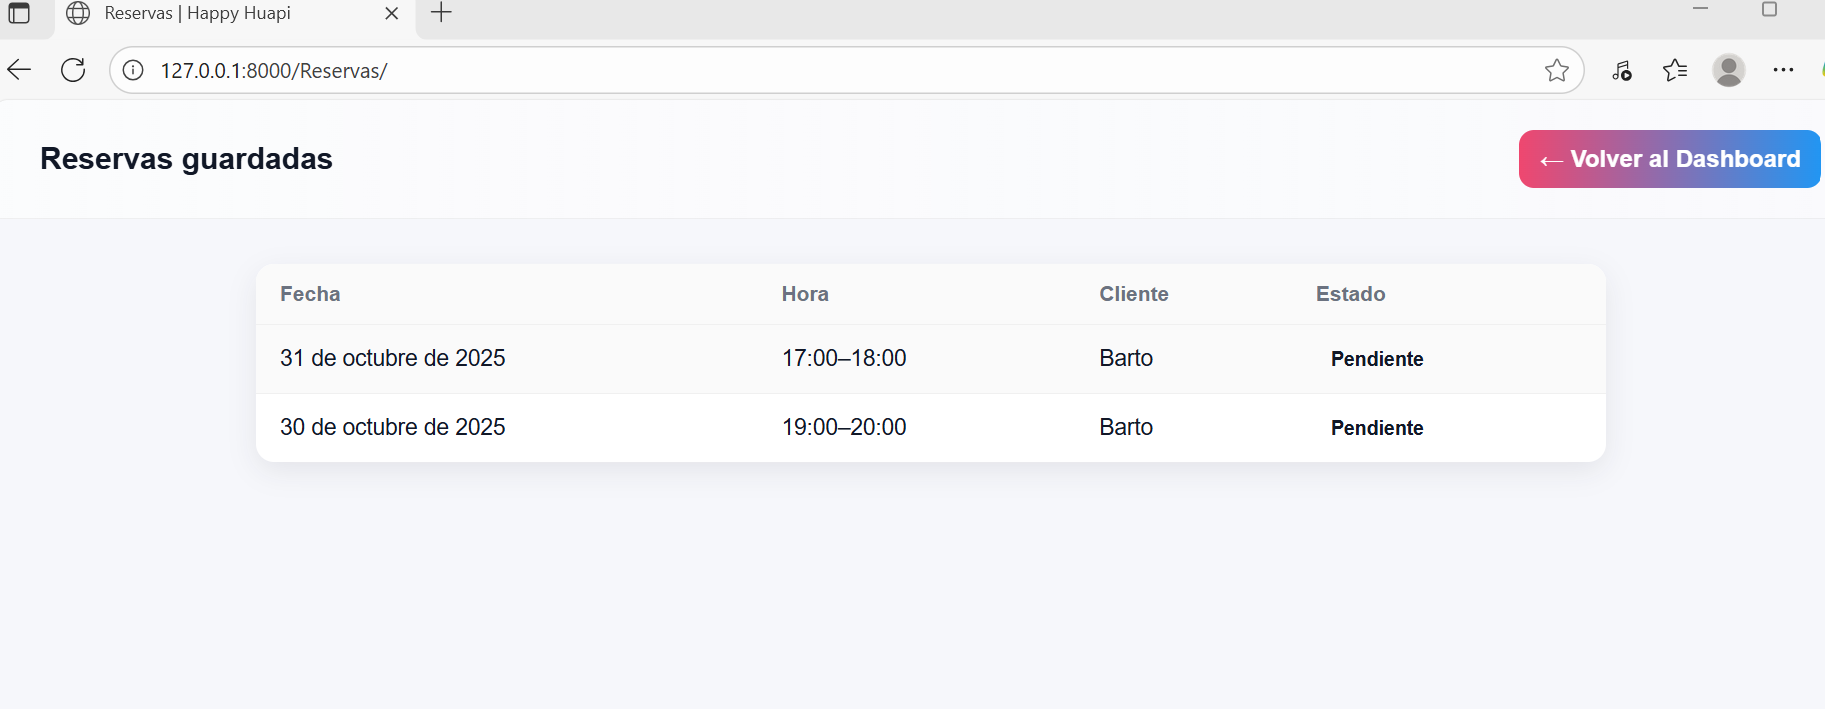 Reservas | Happy Huapi
127.0.0.1:8000/Reservas/
Reservas guardadas
← Volver al Dashboard
Fecha Hora Cliente Estado
31 de octubre de 2025 17:00–18:00 Barto Pendiente
30 de octubre de 2025 19:00–20:00 Barto Pendiente